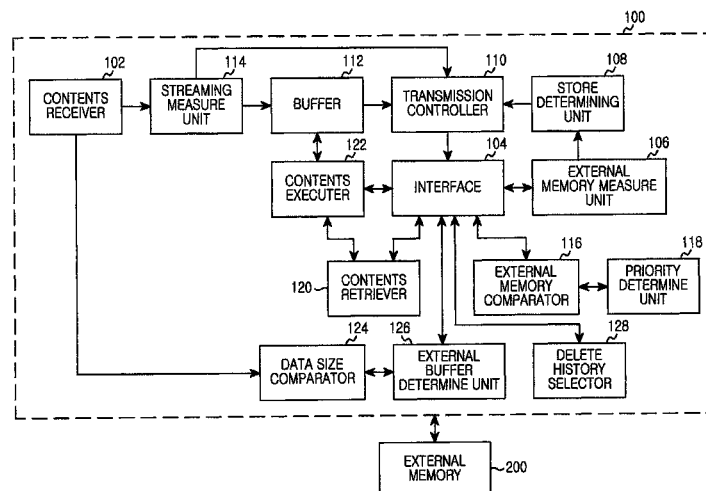 100
102
CONTENTS
RECEIVER
114
STREAMING
MEASURE
UNIT
112
BUFFER
110
TRANSMISSION
CONTROLLER
108
STORE
DETERMINING
UNIT
122
CONTENTS
EXECUTER
104
INTERFACE
106
EXTERNAL
MEMORY MEASURE
UNIT
120
CONTENTS
RETRIEVER
116
EXTERNAL
MEMORY
COMPARATOR
118
PRIORITY
DETERMINE
UNIT
124
DATA SIZE
COMPARATOR
126
EXTERNAL
BUFFER
DETERMINE UNIT
128
DELETE
HISTORY
SELECTOR
EXTERNAL
MEMORY
200